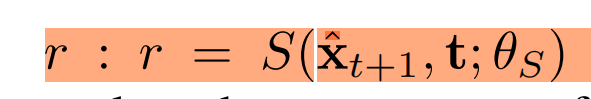 r : r = S(x̂_{t+1}, t; θ_S)